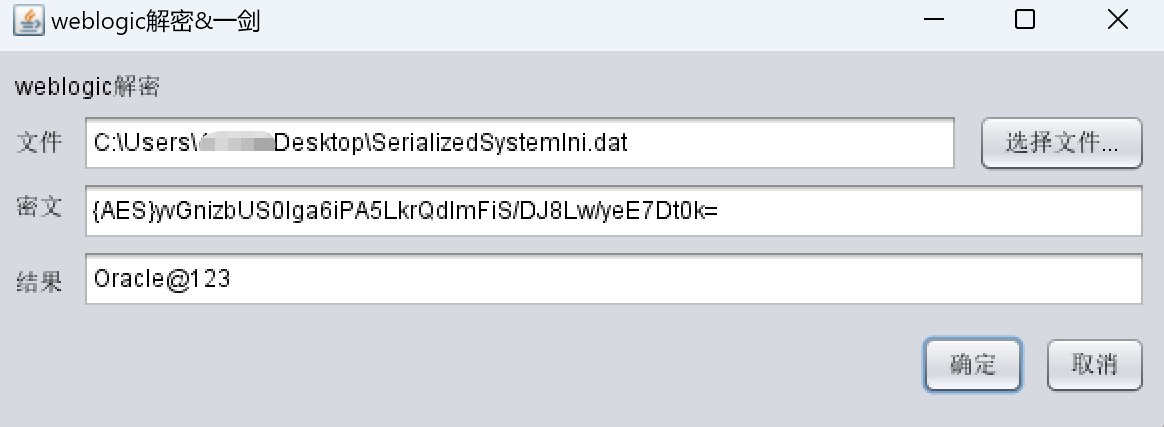 weblogic解密&一剑
weblogic解密
文件 C:\Users\ Desktop\SerializedSystemIni.dat 选择文件...
密文 {AES}yvGnizbUS0Iga6iPA5LkrQdImFiS/DJ8Lw/yeE7Dt0k=
结果 Oracle@123
确定 取消